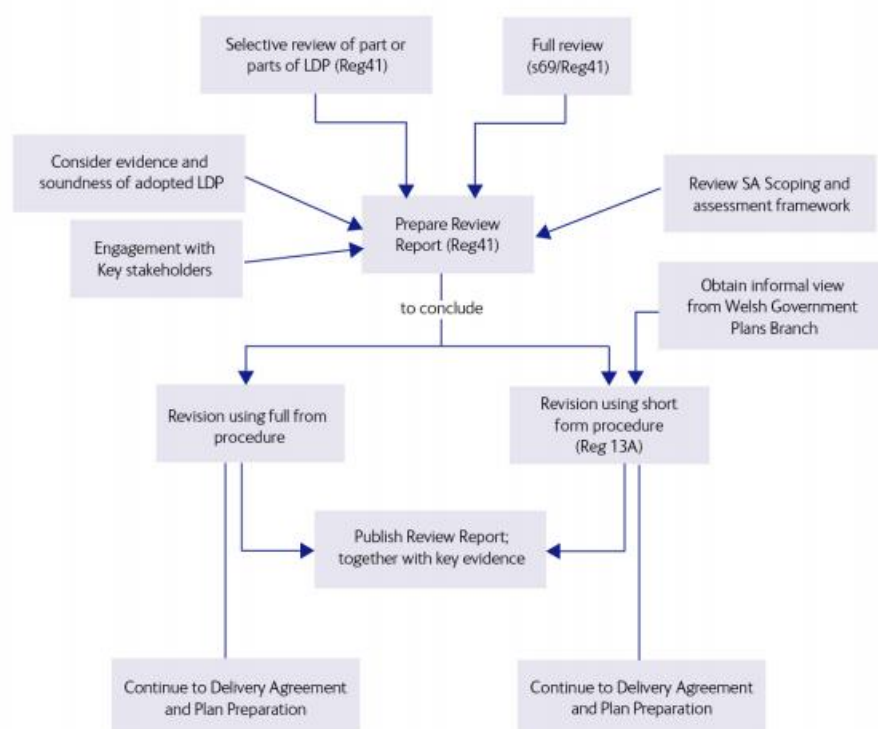 Selective review of part or
parts of LDP (Reg41)
Full review
(s69/Reg41)
Consider evidence and
soundness of adopted LDP
Review SA Scoping and
assessment framework
Prepare Review
Report (Reg41)
Engagement with
Key stakeholders
Obtain informal view
from Welsh Government
Plans Branch
to conclude
Revision using full from
procedure
Revision using short
form procedure
(Reg 13A)
Publish Review Report;
together with key evidence
Continue to Delivery Agreement
and Plan Preparation
Continue to Delivery Agreement
and Plan Preparation